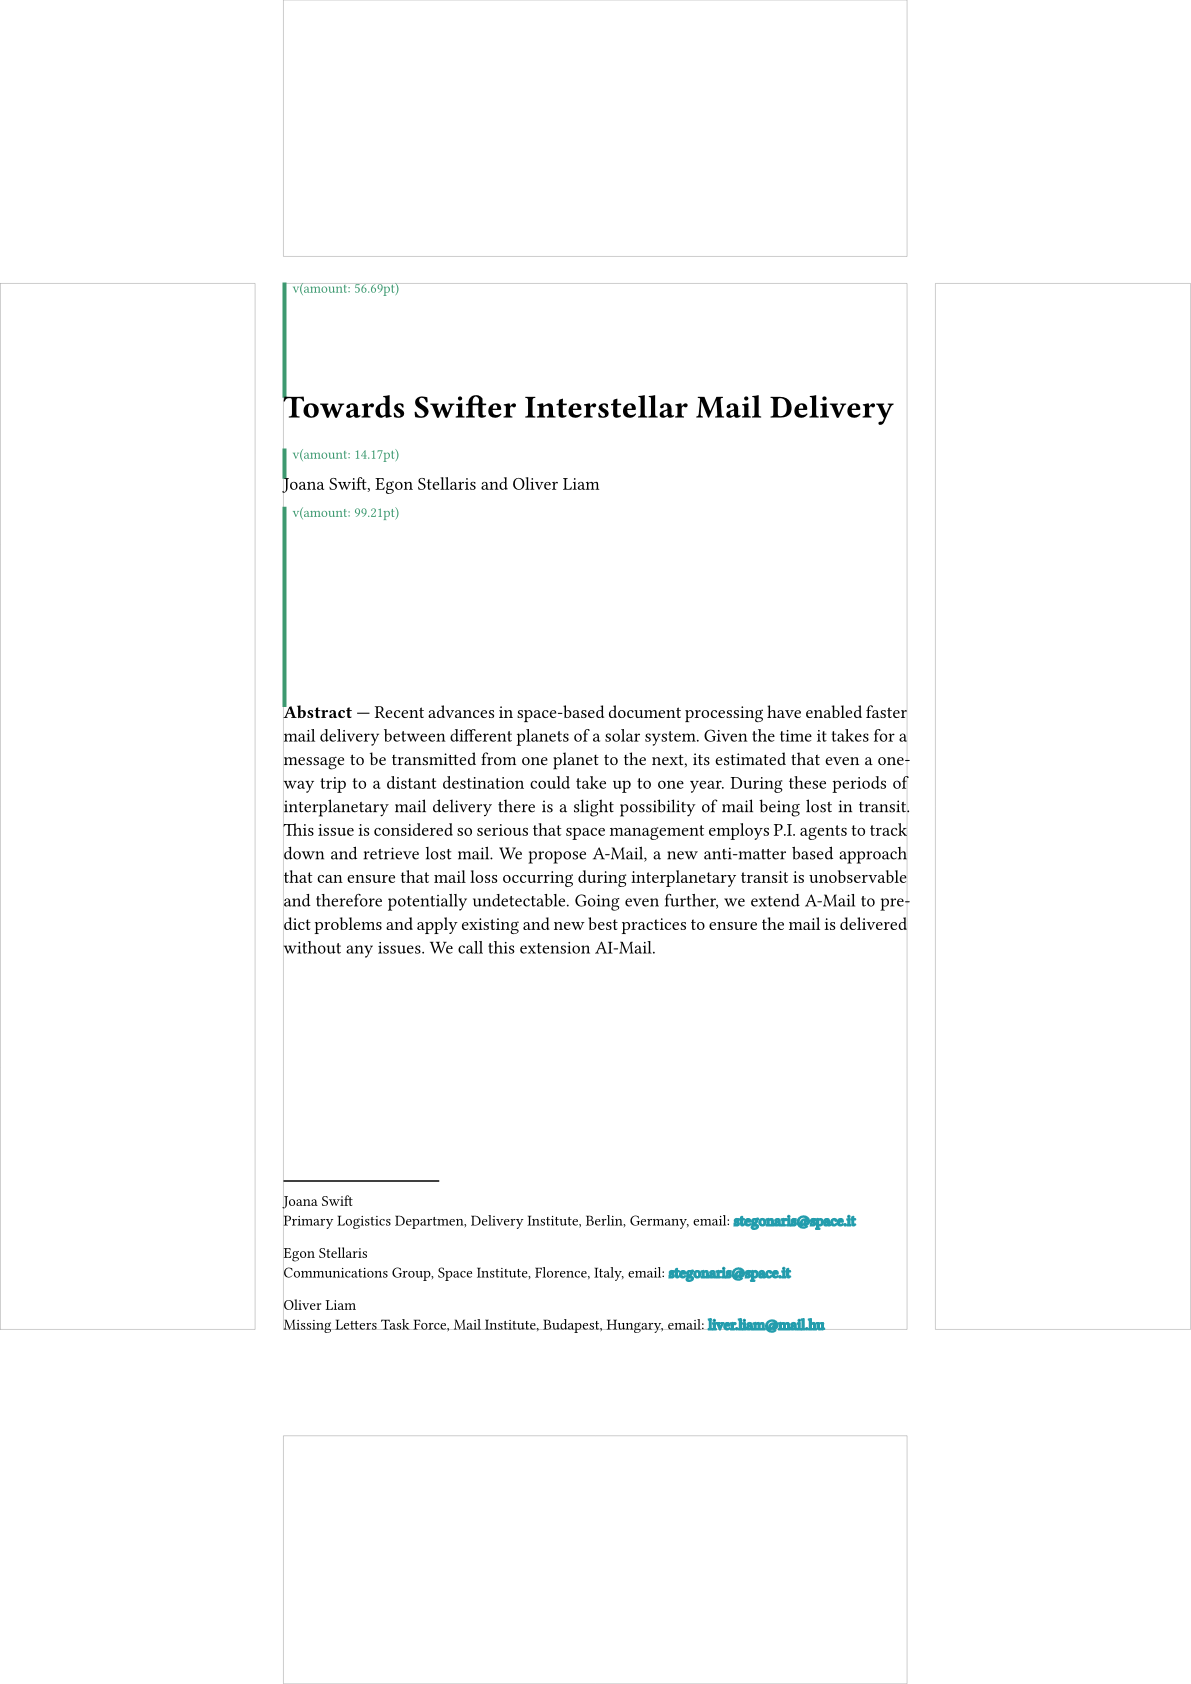 v(amount: 56.69pt)
Towards Swifter Interstellar Mail Delivery
v(amount: 14.17pt)
Joana Swift, Egon Stellaris and Oliver Liam
v(amount: 99.21pt)
Abstract — Recent advances in space-based document processing have enabled faster
mail delivery between different planets of a solar system. Given the time it takes for a
message to be transmitted from one planet to the next, its estimated that even a one-
way trip to a distant destination could take up to one year. During these periods of
interplanetary mail delivery there is a slight possibility of mail being lost in transit.
This issue is considered so serious that space management employs P.I. agents to track
down and retrieve lost mail. We propose A-Mail, a new anti-matter based approach
that can ensure that mail loss occurring during interplanetary transit is unobservable
and therefore potentially undetectable. Going even further, we extend A-Mail to pre-
dict problems and apply existing and new best practices to ensure the mail is delivered
without any issues. We call this extension AI-Mail.
Joana Swift
Primary Logistics Departmen, Delivery Institute, Berlin, Germany, email: stegonaris@space.it
Egon Stellaris
Communications Group, Space Institute, Florence, Italy, email: stegonaris@space.it
Oliver Liam
Missing Letters Task Force, Mail Institute, Budapest, Hungary, email: liver.liam@mail.hu